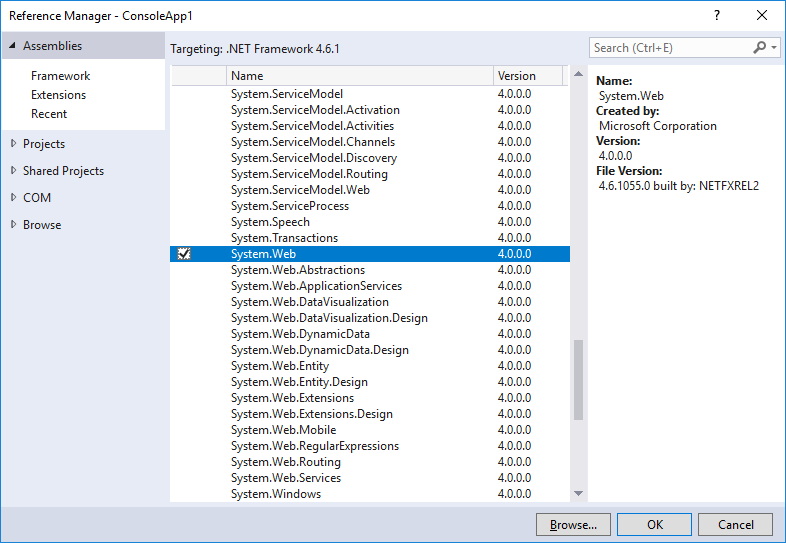 Reference Manager - ConsoleApp1
Assemblies
Framework
Extensions
Recent
Projects
Shared Projects
COM
Browse
Targeting: .NET Framework 4.6.1
Search (Ctrl+E)
Name Version
System.ServiceModel 4.0.0.0
System.ServiceModel.Activation 4.0.0.0
System.ServiceModel.Activities 4.0.0.0
System.ServiceModel.Channels 4.0.0.0
System.ServiceModel.Discovery 4.0.0.0
System.ServiceModel.Routing 4.0.0.0
System.ServiceModel.Web 4.0.0.0
System.ServiceProcess 4.0.0.0
System.Speech 4.0.0.0
System.Transactions 4.0.0.0
System.Web 4.0.0.0
System.Web.Abstractions 4.0.0.0
System.Web.ApplicationServices 4.0.0.0
System.Web.DataVisualization 4.0.0.0
System.Web.DataVisualization.Design 4.0.0.0
System.Web.DynamicData 4.0.0.0
System.Web.DynamicData.Design 4.0.0.0
System.Web.Entity 4.0.0.0
System.Web.Entity.Design 4.0.0.0
System.Web.Extensions 4.0.0.0
System.Web.Extensions.Design 4.0.0.0
System.Web.Mobile 4.0.0.0
System.Web.RegularExpressions 4.0.0.0
System.Web.Routing 4.0.0.0
System.Web.Services 4.0.0.0
System.Windows 4.0.0.0
Name:
System.Web
Created by:
Microsoft Corporation
Version:
4.0.0.0
File Version:
4.6.1055.0 built by: NETFXREL2
Browse... OK Cancel